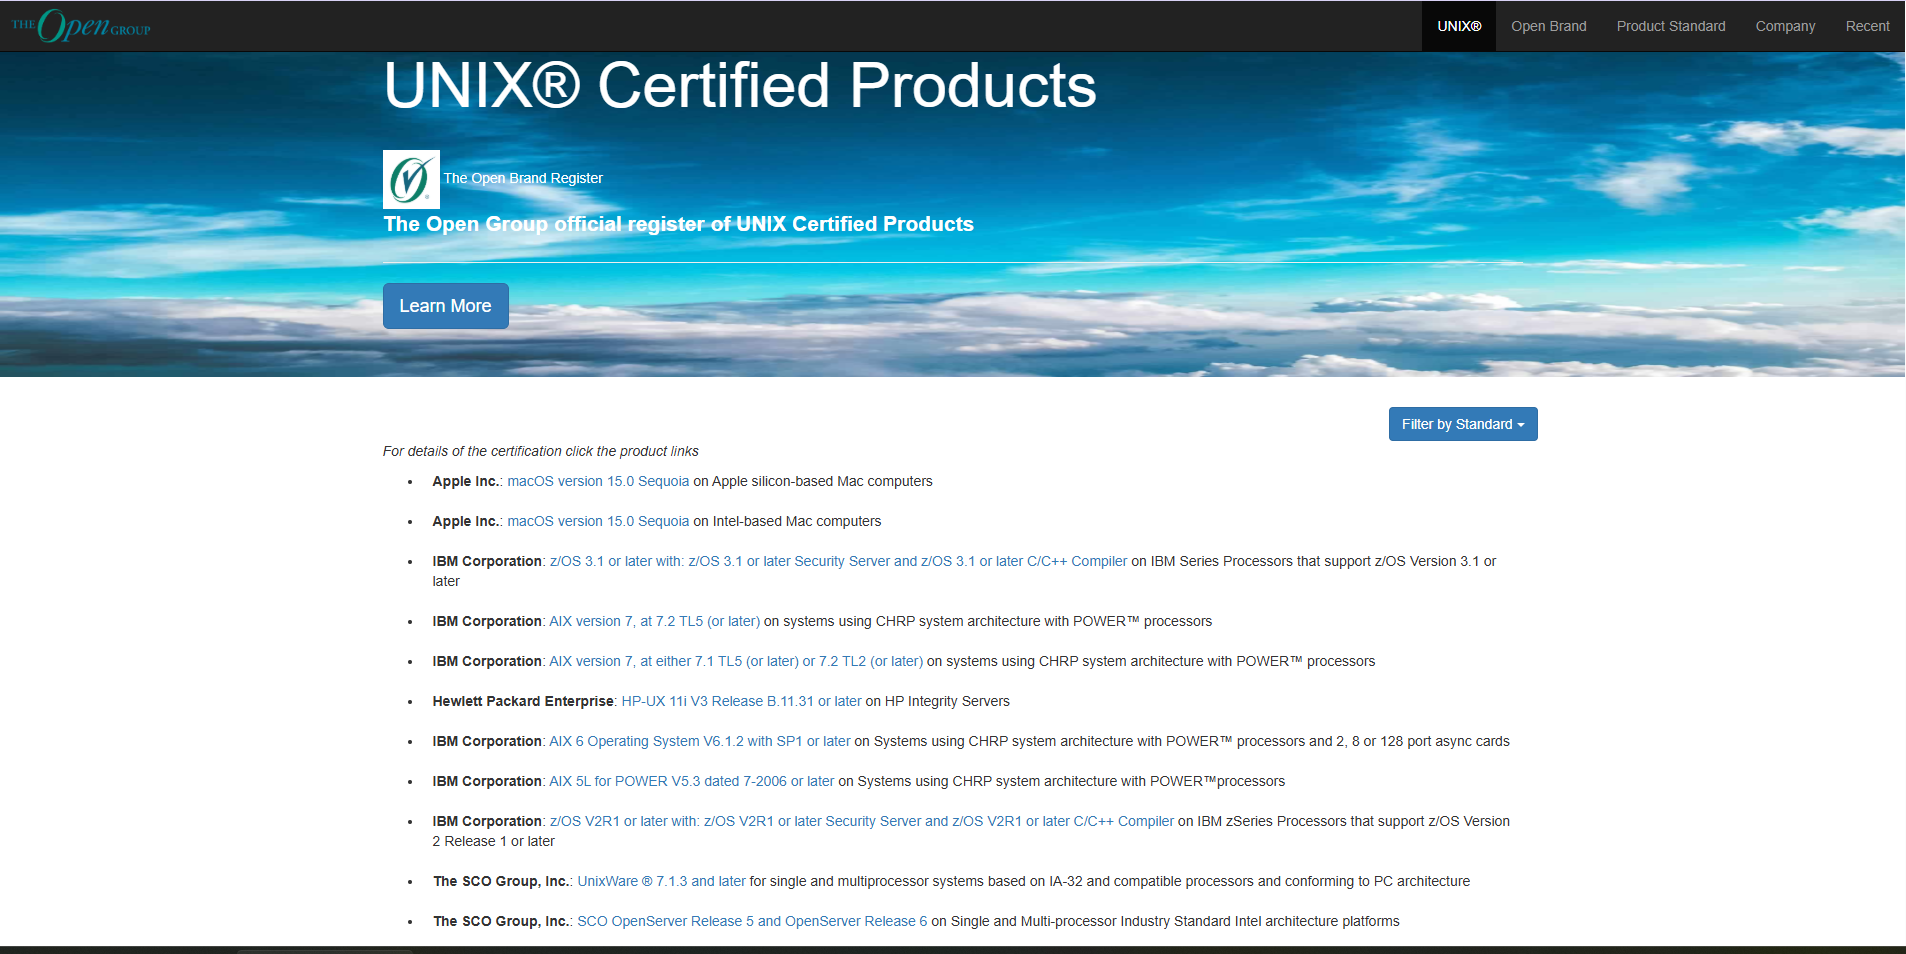 THE Open GROUP
UNIX®
Open Brand
Product Standard
Company
Recent
UNIX® Certified Products
The Open Brand Register
The Open Group official register of UNIX Certified Products
Learn More
Filter by Standard
For details of the certification click the product links
Apple Inc.: macOS version 15.0 Sequoia on Apple silicon-based Mac computers
Apple Inc.: macOS version 15.0 Sequoia on Intel-based Mac computers
IBM Corporation: z/OS 3.1 or later with: z/OS 3.1 or later Security Server and z/OS 3.1 or later C/C++ Compiler on IBM Series Processors that support z/OS Version 3.1 or
later
IBM Corporation: AIX version 7, at 7.2 TL5 (or later) on systems using CHRP system architecture with POWER™ processors
IBM Corporation: AIX version 7, at either 7.1 TL5 (or later) or 7.2 TL2 (or later) on systems using CHRP system architecture with POWER™ processors
Hewlett Packard Enterprise: HP-UX 11i V3 Release B.11.31 or later on HP Integrity Servers
IBM Corporation: AIX 6 Operating System V6.1.2 with SP1 or later on Systems using CHRP system architecture with POWER™ processors and 2, 8 or 128 port async cards
IBM Corporation: AIX 5L for POWER V5.3 dated 7-2006 or later on Systems using CHRP system architecture with POWER™processors
IBM Corporation: z/OS V2R1 or later with: z/OS V2R1 or later Security Server and z/OS V2R1 or later C/C++ Compiler on IBM zSeries Processors that support z/OS Version
2 Release 1 or later
The SCO Group, Inc.: UnixWare ® 7.1.3 and later for single and multiprocessor systems based on IA-32 and compatible processors and conforming to PC architecture
The SCO Group, Inc.: SCO OpenServer Release 5 and OpenServer Release 6 on Single and Multi-processor Industry Standard Intel architecture platforms